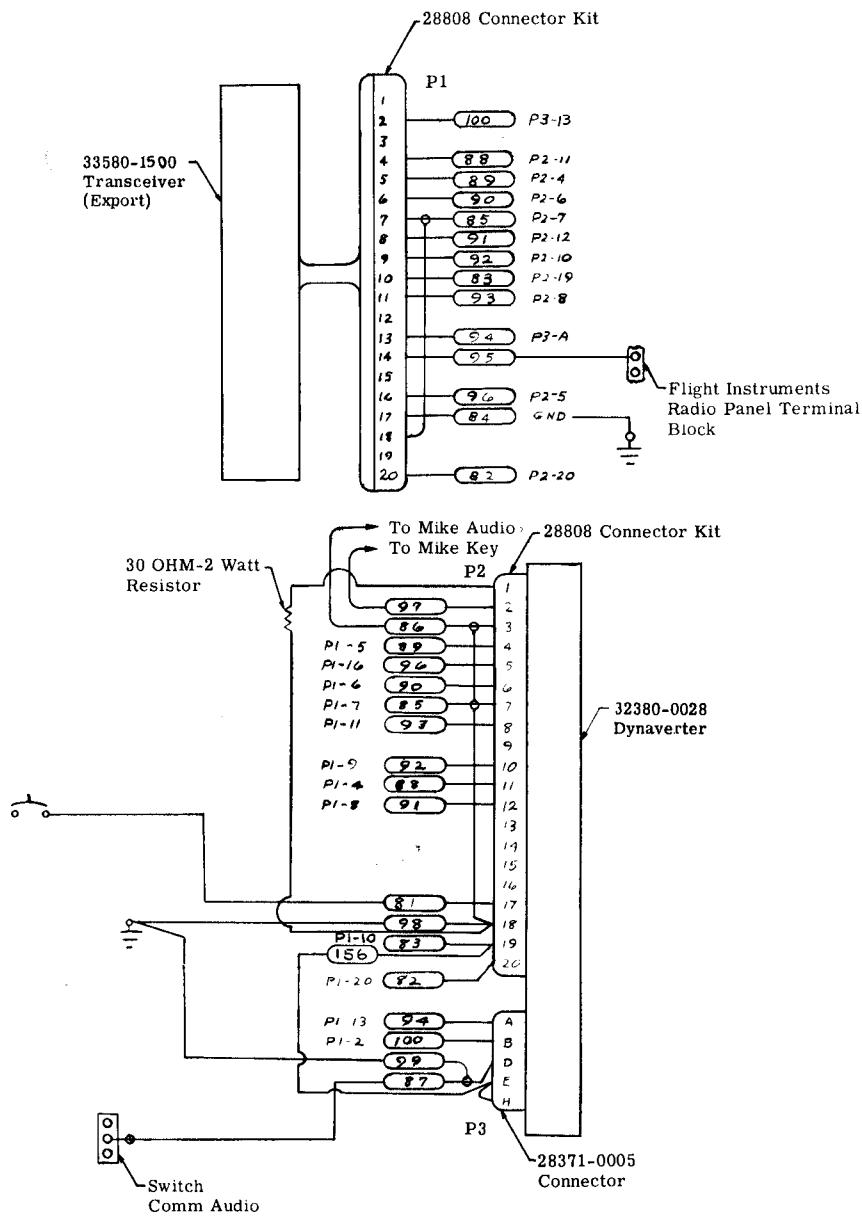 28808 Connector Kit
P1
33580-1500
Transceiver
(Export)
1
2 100 P3-13
3
4 88 P2-11
5 89 P2-4
6 90 P2-6
7 85 P2-7
8 91 P2-12
9 92 P2-10
10 83 P2-19
11 93 P2-8
12
13 94 P3-A
14 95
15
16 96 P2-5
17 84 GND
18
19
20 82 P2-20
Flight Instruments
Radio Panel Terminal
Block
To Mike Audio
To Mike Key
28808 Connector Kit
P2
30 OHM-2 Watt
Resistor
1
97 2
86 3
P1-5 89 4
P1-16 96 5
P1-6 90 6
P1-7 85 7
P1-11 93 8
9
P1-9 92 10
P1-4 88 11
P1-8 91 12
13
14
15
16
81 17
98 18
P1-10 83 19
156
20
P1-20 82
32380-0028
Dynaverter
P1-13 94 A
P1-2 100 B
99 D
87 E
H
P3
28371-0005
Connector
Switch
Comm Audio